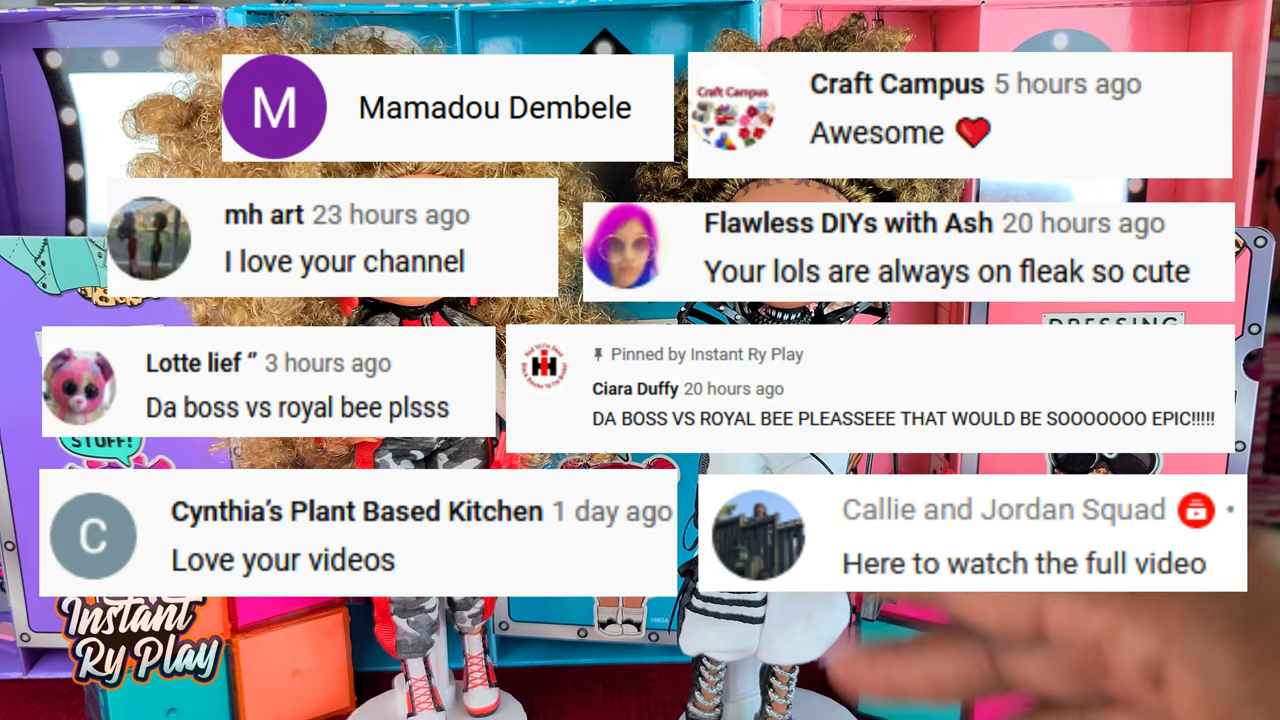 M
Mamadou Dembele
Craft Campus
Craft Campus 5 hours ago
Awesome ❤️
mh art 23 hours ago
I love your channel
Flawless DIYs with Ash 20 hours ago
Your lols are always on fleak so cute
DRESSING
Lotte lief “ 3 hours ago
Da boss vs royal bee plsss
Pinned by Instant Ry Play
Ciara Duffy 20 hours ago
DA BOSS VS ROYAL BEE PLEASSEEE THAT WOULD BE SOOOOOOO EPIC!!!!!
STUFF!
C
Cynthia’s Plant Based Kitchen 1 day ago
Love your videos
Callie and Jordan Squad •
Here to watch the full video
Instant
Ry Play